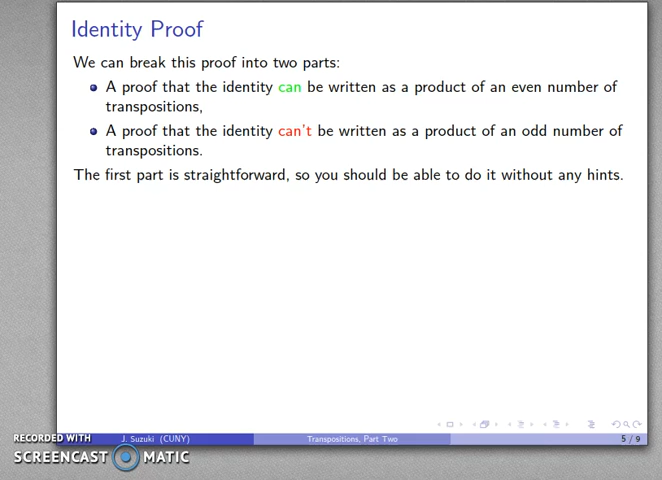 Identity Proof
We can break this proof into two parts:
A proof that the identity can be written as a product of an even number of
transpositions,
A proof that the identity can't be written as a product of an odd number of
transpositions.
The first part is straightforward, so you should be able to do it without any hints.
J. Suzuki (CUNY)
Transpositions, Part Two
5 / 9
RECORDED WITH
SCREENCAST MATIC